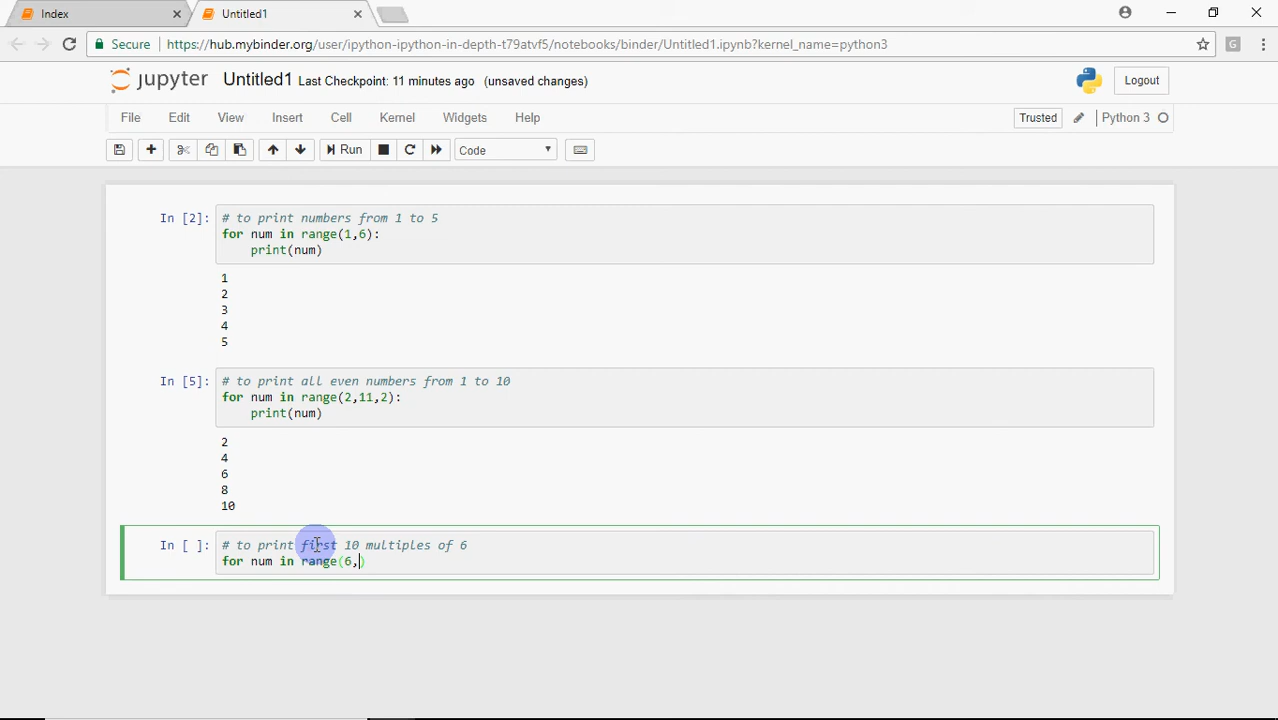 Index
Untitled1
Secure https://hub.mybinder.org/user/ipython-ipython-in-depth-t79atvf5/notebooks/binder/Untitled1.ipynb?kernel_name=python3
G
jupyter Untitled1 Last Checkpoint: 11 minutes ago (unsaved changes)
Logout
File Edit View Insert Cell Kernel Widgets Help
Trusted Python 3
Run Code
In [2]: # to print numbers from 1 to 5
for num in range(1,6):
print(num)
1
2
3
4
5
In [5]: # to print all even numbers from 1 to 10
for num in range(2,11,2):
print(num)
2
4
6
8
10
In [ ]: # to print first 10 multiples of 6
for num in range(6,)